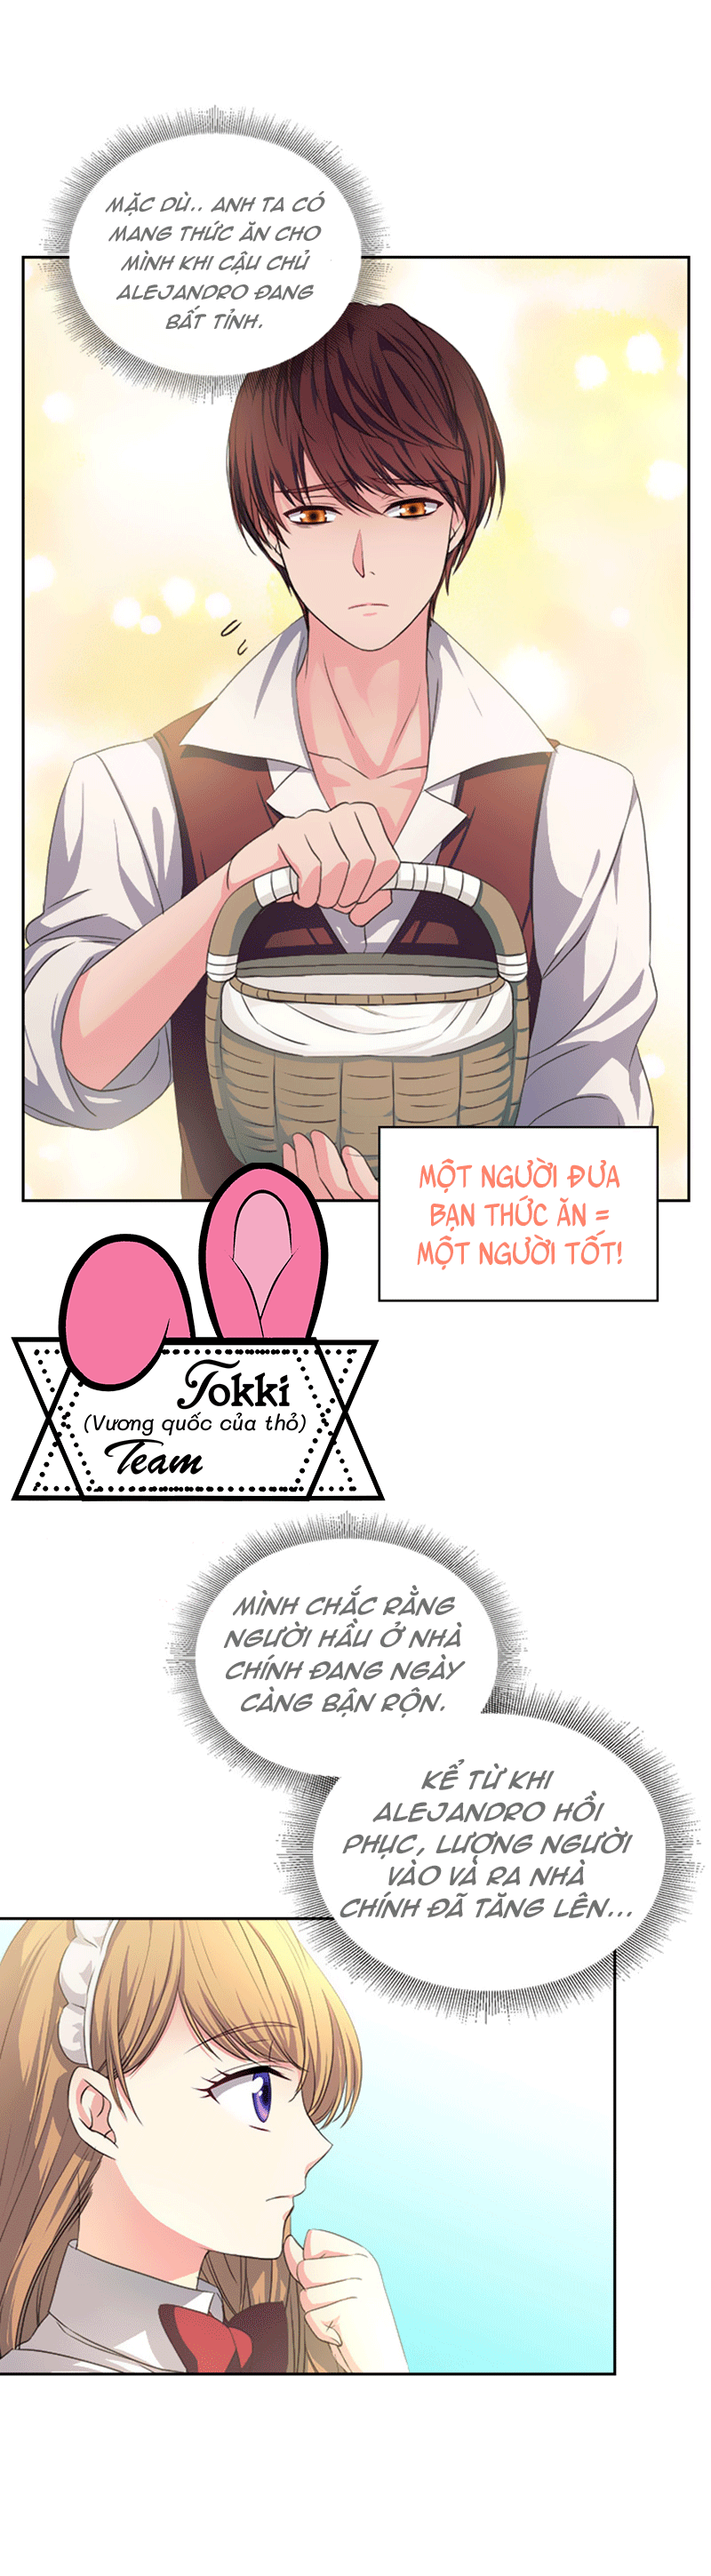 MẶC DÙ.. ANH TA CÓ
MANG THỨC ĂN CHO
MÌNH KHI CẬU CHỦ
ALEJANDRO ĐANG
BẤT TỈNH.
MỘT NGƯỜI ĐƯA
BẠN THỨC ĂN =
MỘT NGƯỜI TỐT!
Tokki
(Vương quốc của thỏ)
Team
MÌNH CHẮC RẰNG
NGƯỜI HẦU Ở NHÀ
CHÍNH ĐANG NGÀY
CÀNG BẬN RỘN.
KỂ TỪ KHI
ALEJANDRO HỒI
PHỤC, LƯỢNG NGƯỜI
VÀO VÀ RA NHÀ
CHÍNH ĐÃ TĂNG LÊN...